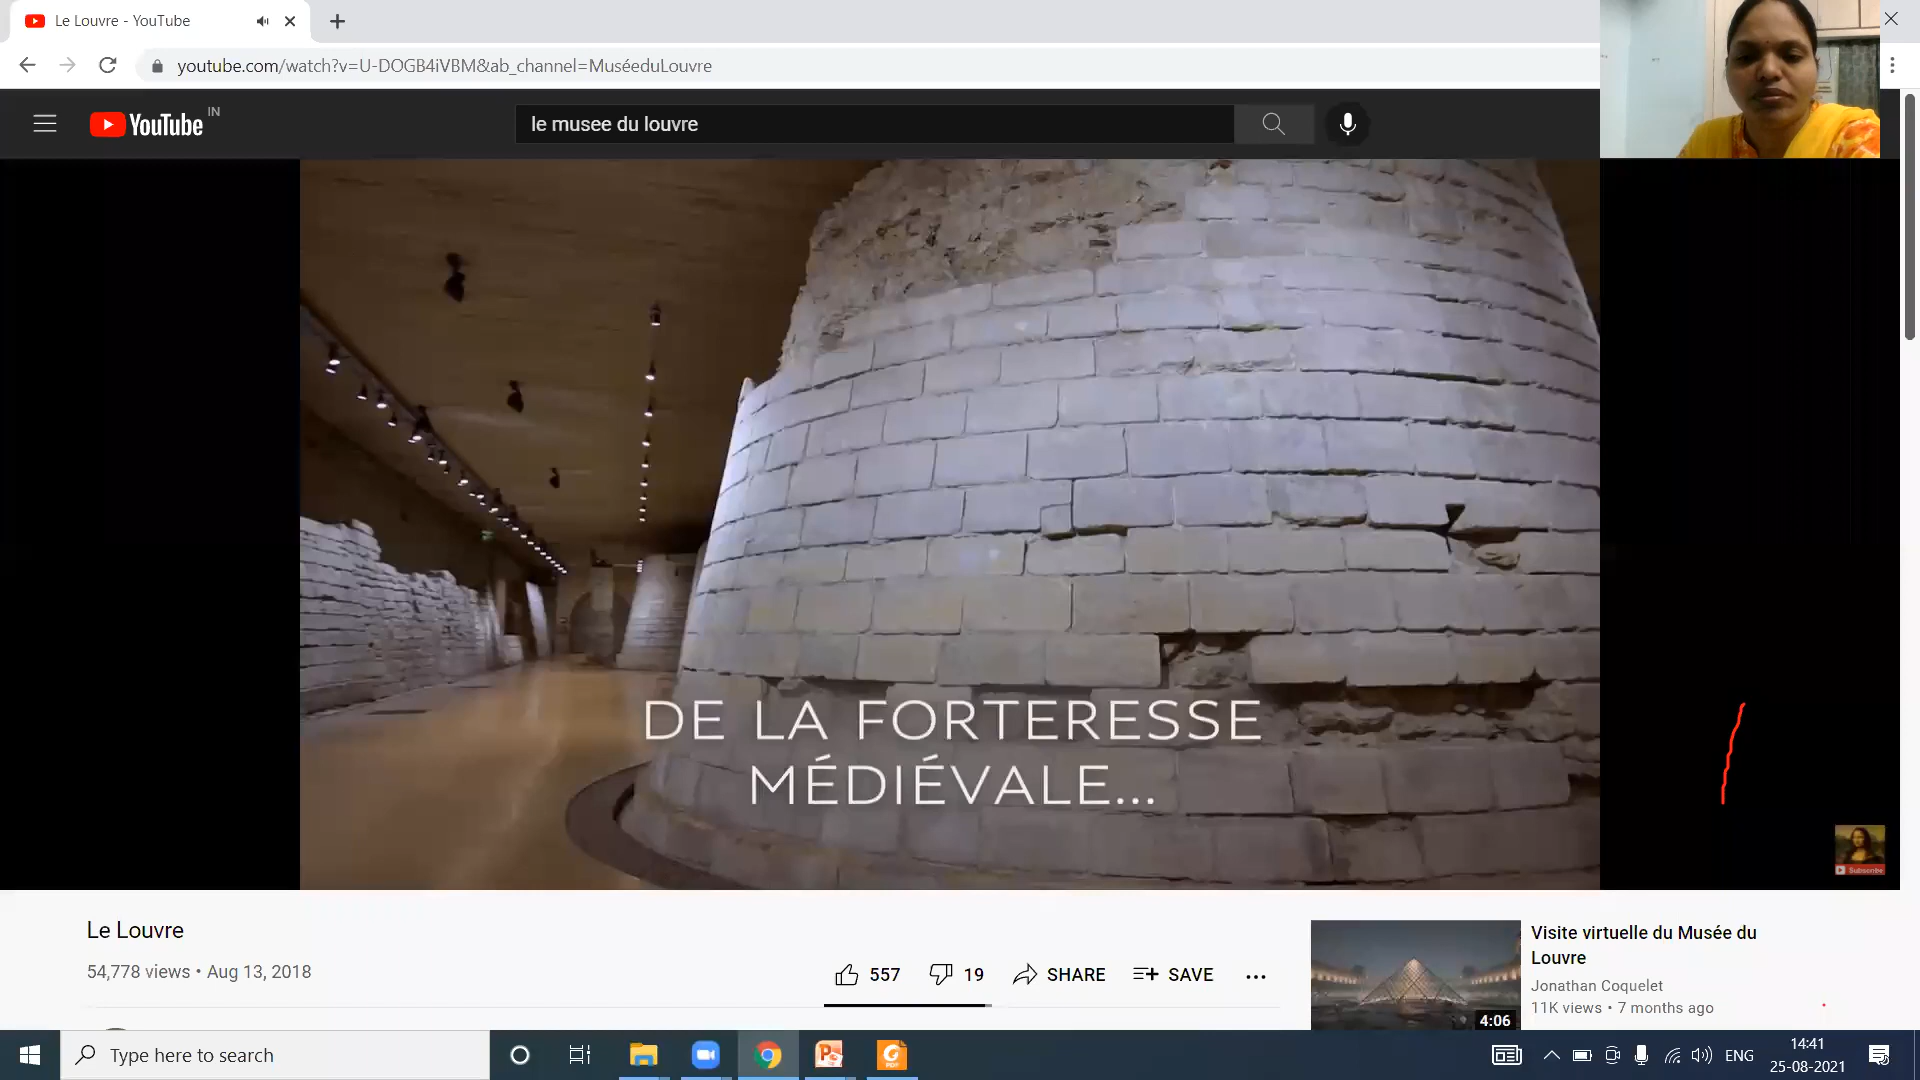 Le Louvre - YouTube
youtube.com/watch?v=U-DOGB4iVBM&ab_channel=MuséeduLouvre
YouTube IN
le musee du louvre
DE LA FORTERESSE
MÉDIÉVALE...
Subscribe
Le Louvre
54,778 views • Aug 13, 2018
557
19
SHARE
SAVE
4:06
Visite virtuelle du Musée du
Louvre
Jonathan Coquelet
11K views • 7 months ago
Type here to search
ENG
14:41
25-08-2021